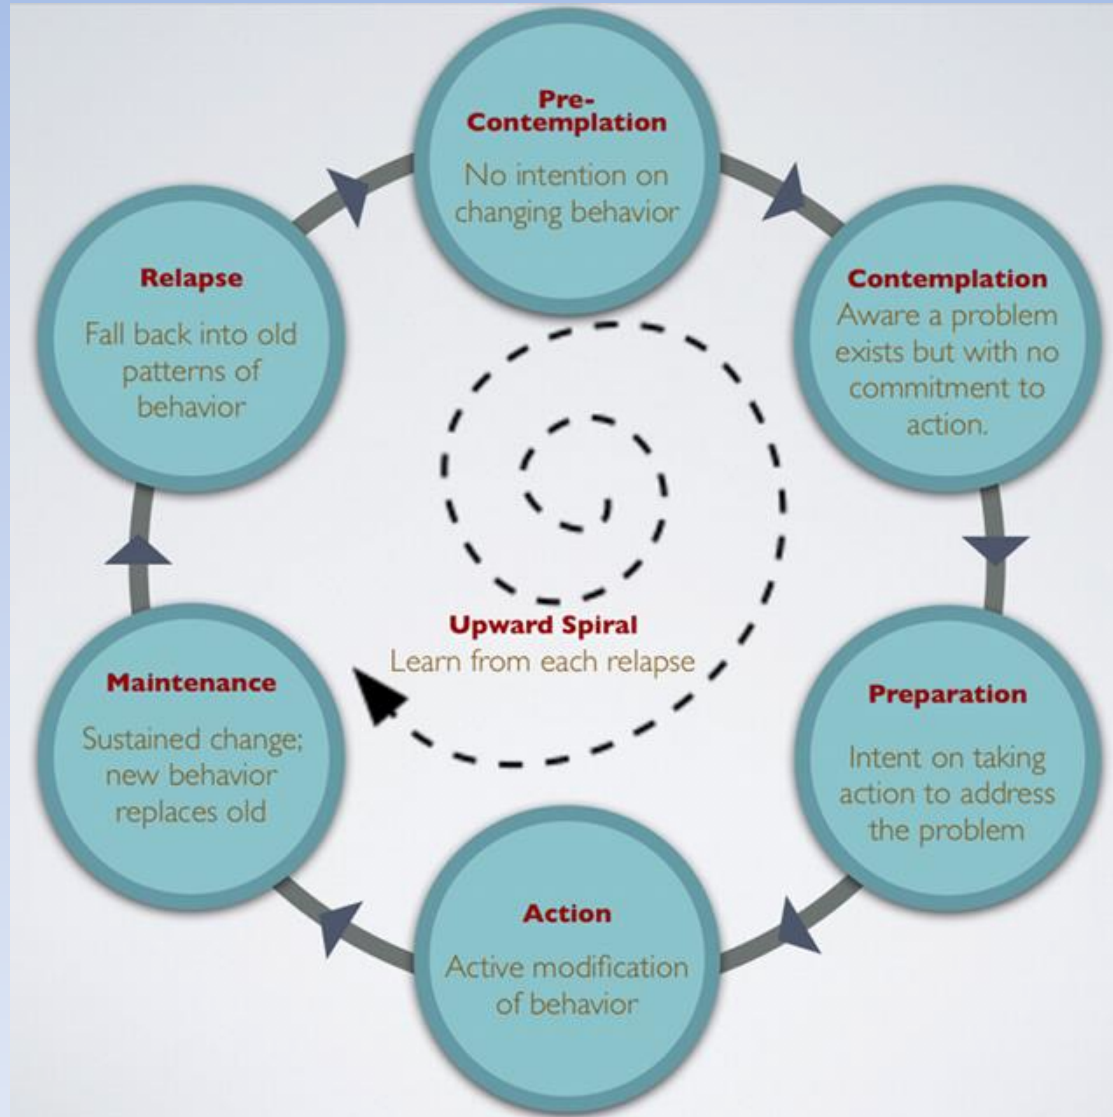 Pre-
Contemplation
No intention on
changing behavior
Contemplation
Aware a problem
exists but with no
commitment to
action.
Preparation
Intent on taking
action to address
the problem
Action
Active modification
of behavior
Maintenance
Sustained change;
new behavior
replaces old
Relapse
Fall back into old
patterns of
behavior
Upward Spiral
Learn from each relapse